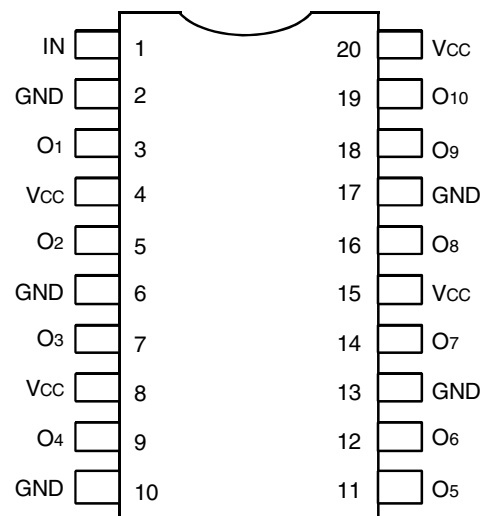 IN 1 20 VCC
GND 2 19 O10
O1 3 18 O9
VCC 4 17 GND
O2 5 16 O8
GND 6 15 VCC
O3 7 14 O7
VCC 8 13 GND
O4 9 12 O6
GND 10 11 O5